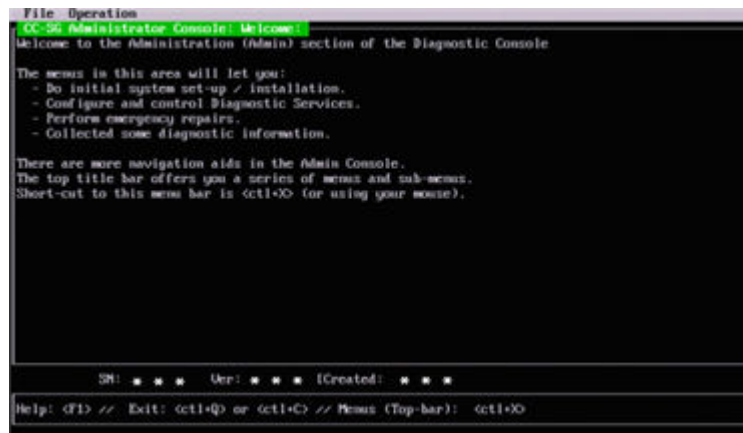 File Operation
CC-SG Administrator Console: Welcome:
Welcome to the Administration (Admin) section of the Diagnostic Console
The menus in this area will let you:
- Do initial system set-up / installation.
- Configure and control Diagnostic Services.
- Perform emergency repairs.
- Collected some diagnostic information.
There are more navigation aids in the Admin Console.
The top title bar offers you a series of menus and sub-menus.
Short-cut to this menu bar is <ctl+X> (or using your mouse).
SN: * * * Ver: * * * [Created: * * *
Help: <F1> // Exit: <ctl+Q> or <ctl+C> // Menus (Top-bar): <ctl+X>